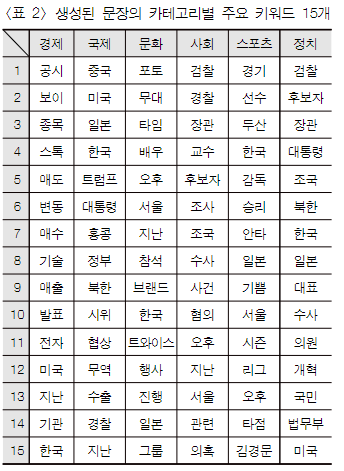 <표 2> 생성된 문장의 카테고리별 주요 키워드 15개
경제 국제 문화 사회 스포츠 정치
1 공시 중국 포토 검찰 경기 검찰
2 보이 미국 무대 경찰 선수 후보자
3 종목 일본 타임 장관 두산 장관
4 스톡 한국 배우 교수 한국 대통령
5 매도 트럼프 오후 후보자 감독 조국
6 변동 대통령 서울 조사 승리 북한
7 매수 홍콩 지난 조국 안타 한국
8 기술 정부 참석 수사 일본 일본
9 매출 북한 브랜드 사건 기쁨 대표
10 발표 시위 한국 혐의 서울 수사
11 전자 협상 트와이스 오후 시즌 의원
12 미국 무역 행사 지난 리그 개혁
13 지난 수출 진행 서울 오후 국민
14 기관 경찰 일본 관련 타점 법무부
15 한국 지난 그룹 의혹 김경문 미국